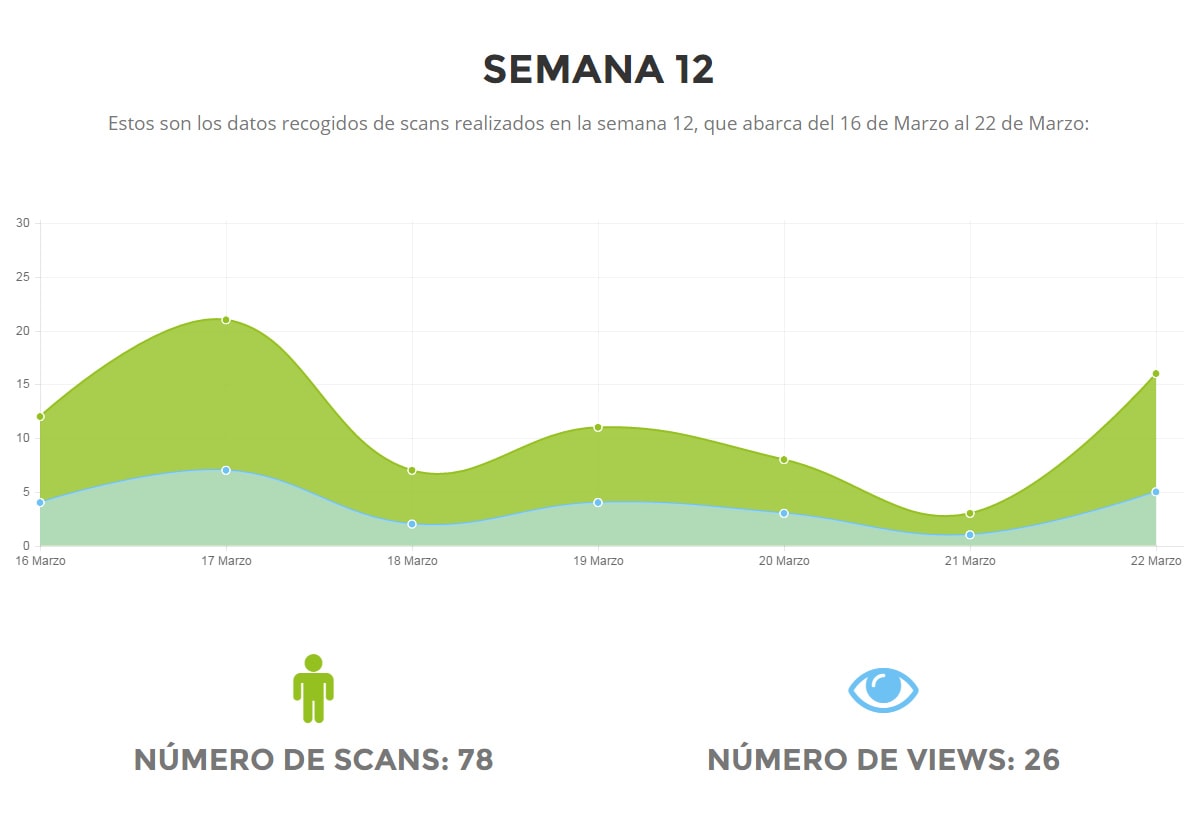 SEMANA 12
Estos son los datos recogidos de scans realizados en la semana 12, que abarca del 16 de Marzo al 22 de Marzo:
30
25
20
15
10
5
0
16 Marzo 17 Marzo 18 Marzo 19 Marzo 20 Marzo 21 Marzo 22 Marzo
NÚMERO DE SCANS: 78 NÚMERO DE VIEWS: 26